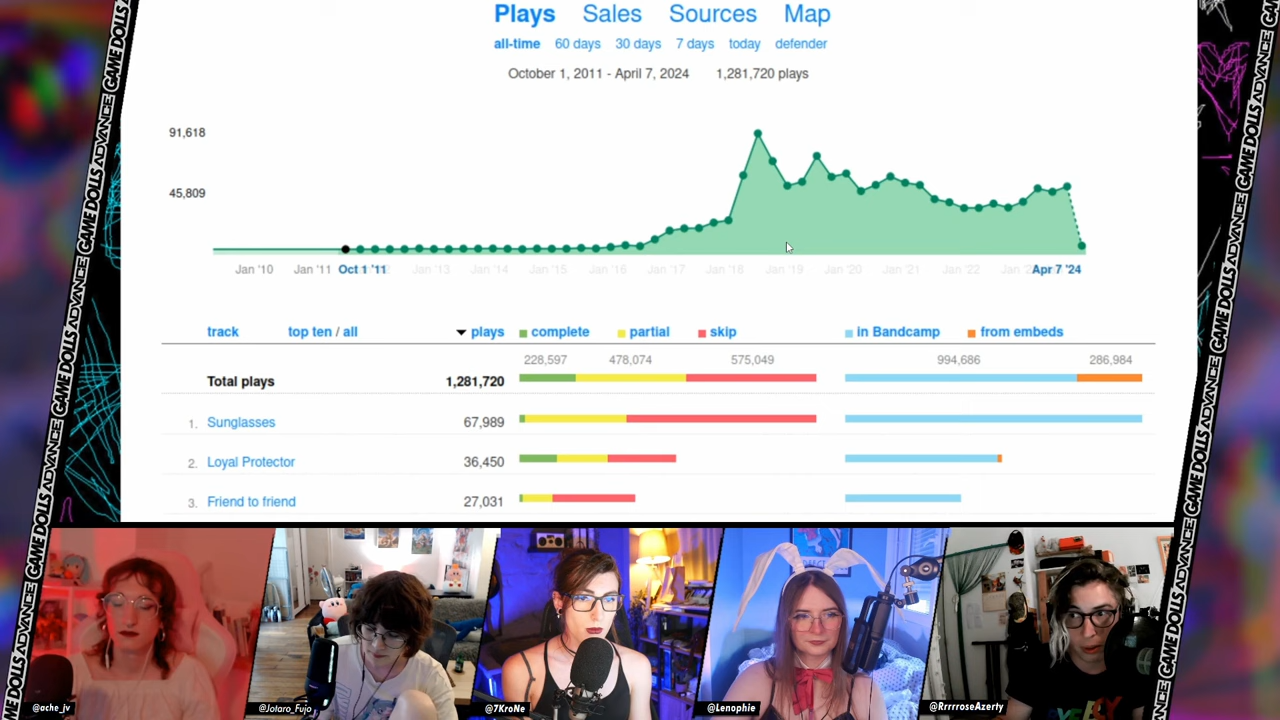 Plays Sales Sources Map
all-time 60 days 30 days 7 days today defender
October 1, 2011 - April 7, 2024 1,281,720 plays
91,618
45,809
Jan '10 Jan '11 Oct 1 '11 Jan '13 Jan '14 Jan '15 Jan '16 Jan '17 Jan '18 Jan '19 Jan '20 Jan '21 Jan '22 Apr 7 '24
track top ten / all plays complete partial skip in Bandcamp from embeds
228,597 478,074 575,049 994,686 286,984
Total plays 1,281,720
1. Sunglasses 67,989
2. Loyal Protector 36,450
3. Friend to friend 27,031
GAME DOLLS ADVANCE
GAME DOLLS ADVANCE
@ache_jv
@Jotaro_Fujo
@7KroNe
@Lenophie
@RrrrroseAzerty